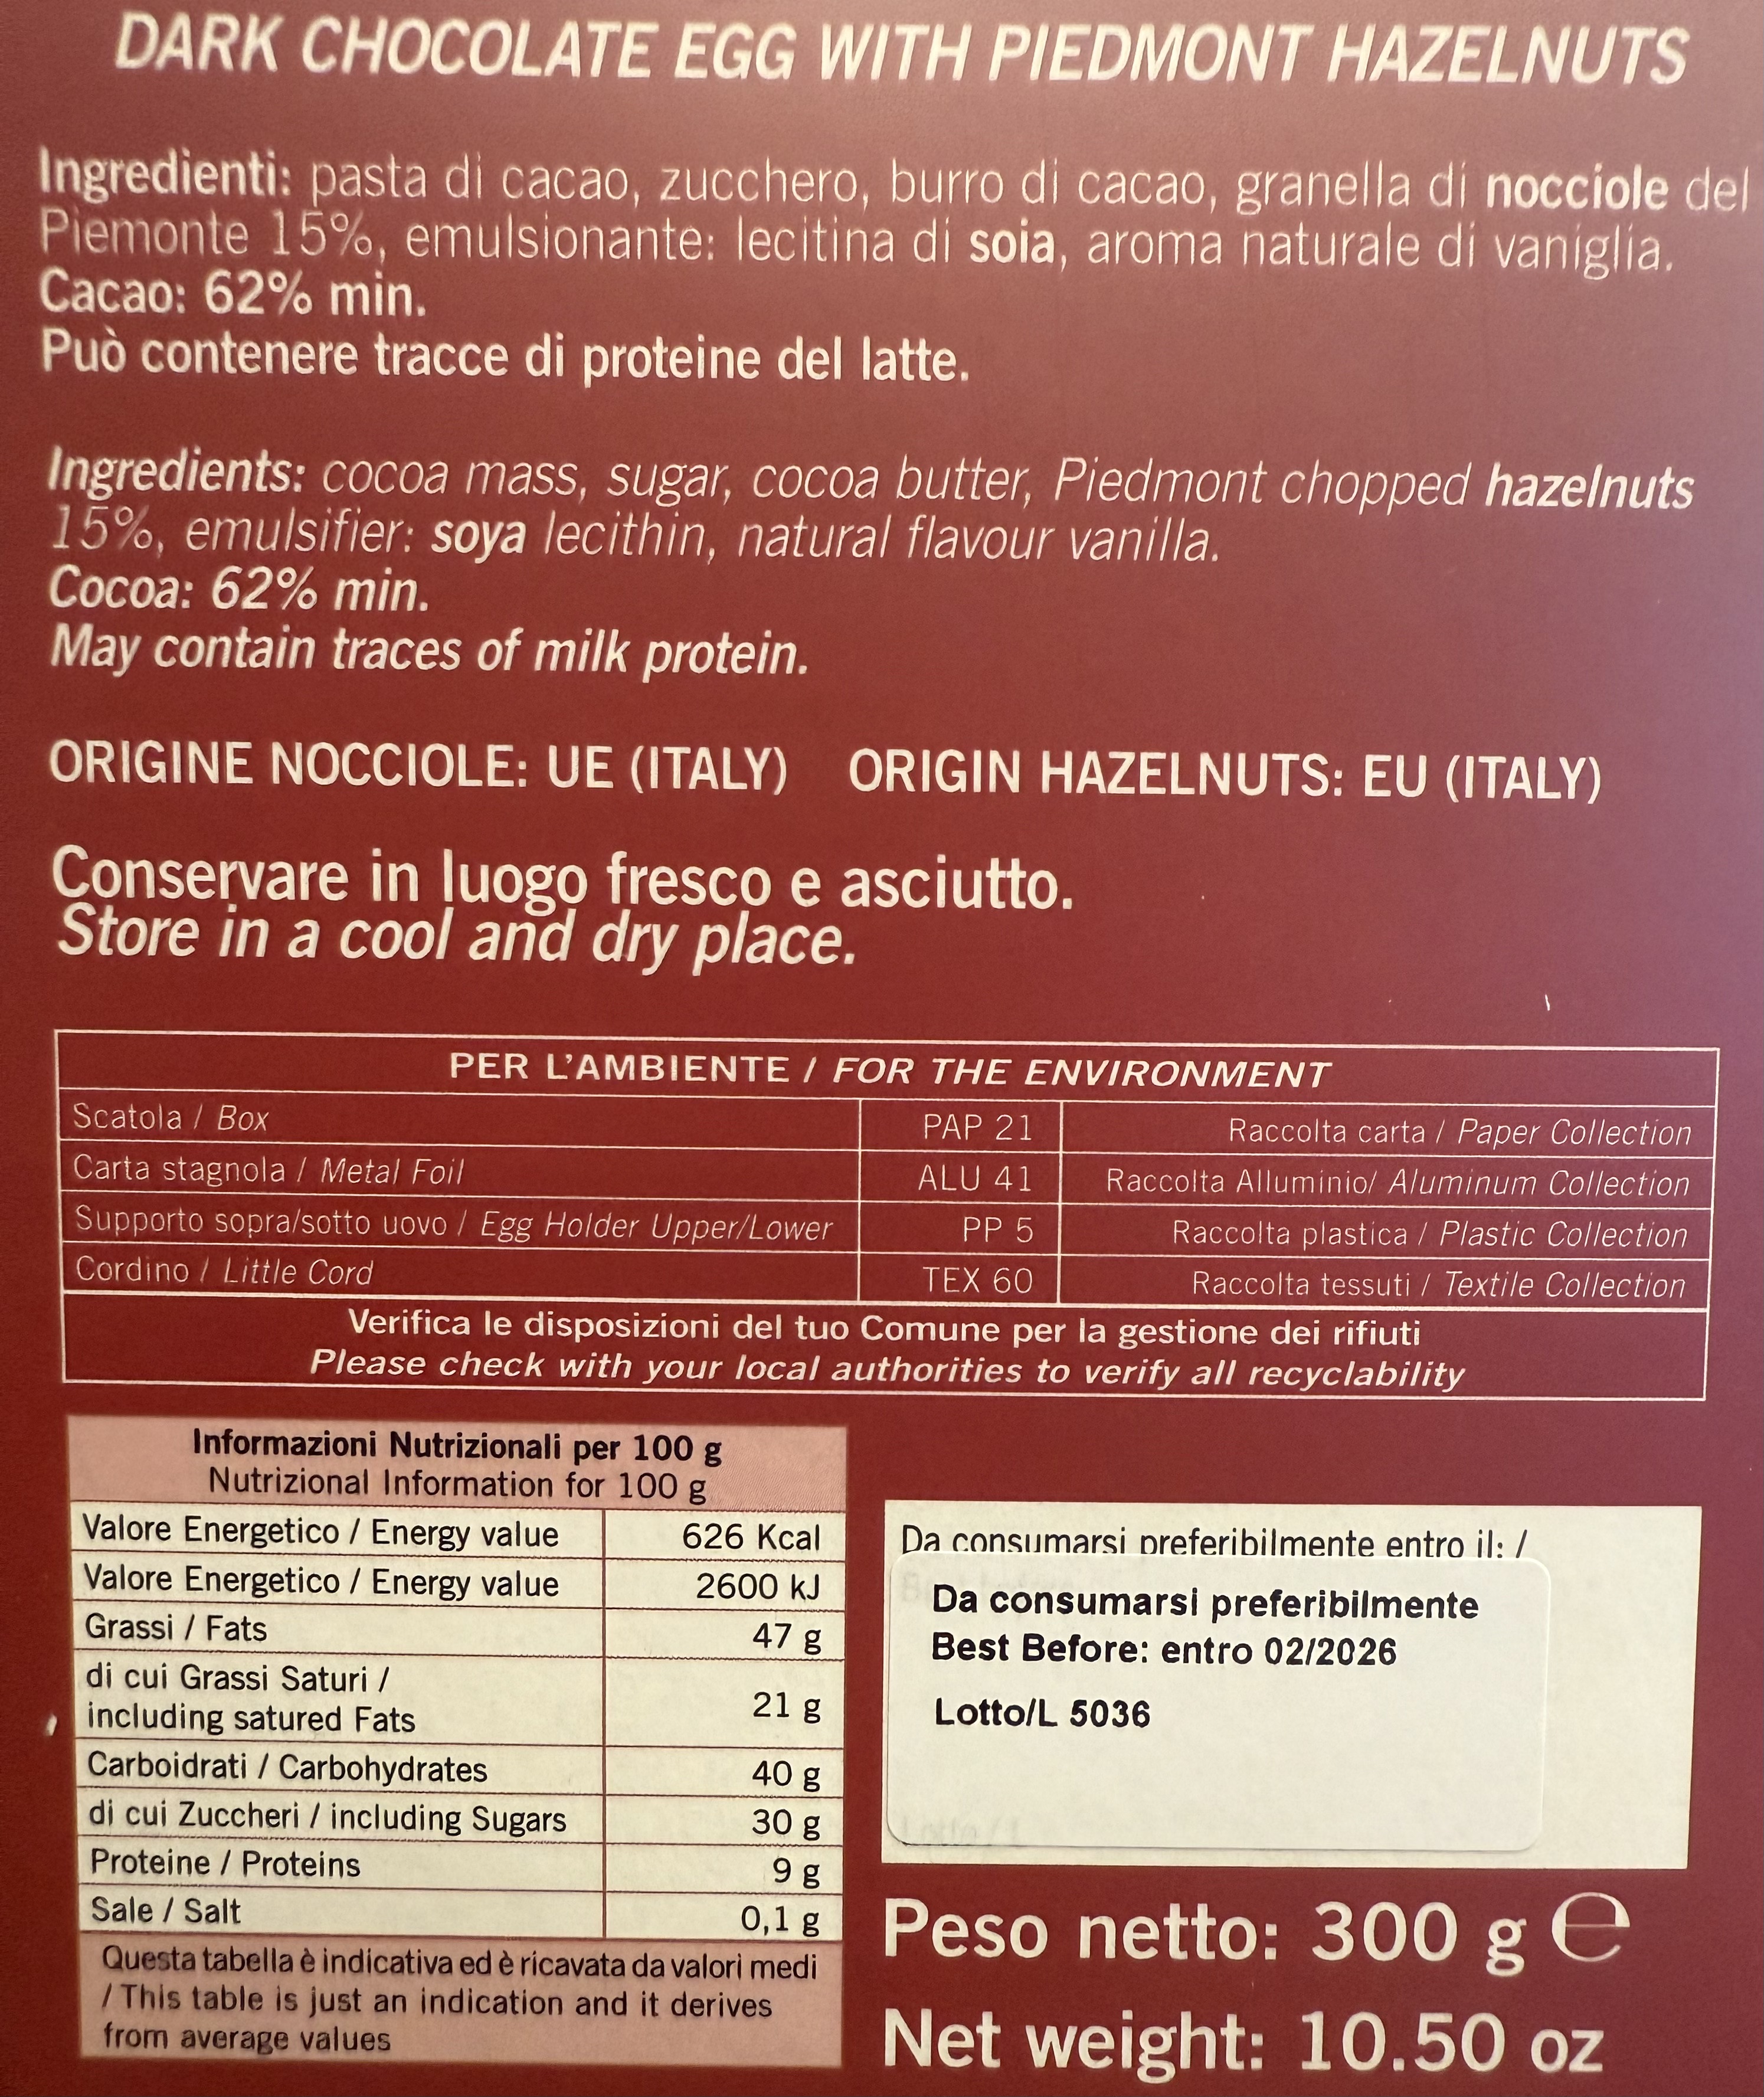 DARK CHOCOLATE EGG WITH PIEDMONT HAZELNUTS
Ingredienti: pasta di cacao, zucchero, burro di cacao, granella di nocciole del
Piemonte 15%, emulsionante: lecitina di soia, aroma naturale di vaniglia.
Cacao: 62% min.
Può contenere tracce di proteine del latte.
Ingredients: cocoa mass, sugar, cocoa butter, Piedmont chopped hazelnuts
15%, emulsifier: soya lecithin, natural flavour vanilla.
Cocoa: 62% min.
May contain traces of milk protein.
ORIGINE NOCCIOLE: UE (ITALY) ORIGIN HAZELNUTS: EU (ITALY)
Conservare in luogo fresco e asciutto.
Store in a cool and dry place.
PER L'AMBIENTE / FOR THE ENVIRONMENT
Scatola / Box PAP 21 Raccolta carta / Paper Collection
Carta stagnola / Metal Foil ALU 41 Raccolta Alluminio/ Aluminum Collection
Supporto sopra/sotto uovo / Egg Holder Upper/Lower PP 5 Raccolta plastica / Plastic Collection
Cordino / Little Cord TEX 60 Raccolta tessuti / Textile Collection
Verifica le disposizioni del tuo Comune per la gestione dei rifiuti
Please check with your local authorities to verify all recyclability
Informazioni Nutrizionali per 100 g
Nutrizional Information for 100 g
Valore Energetico / Energy value 626 Kcal
Valore Energetico / Energy value 2600 kJ
Grassi / Fats 47 g
di cui Grassi Saturi /
including satured Fats 21 g
Carboidrati / Carbohydrates 40 g
di cui Zuccheri / including Sugars 30 g
Proteine / Proteins 9 g
Sale / Salt 0,1 g
Questa tabella è indicativa ed è ricavata da valori medi
/ This table is just an indication and it derives
from average values
Da consumarsi preferibilmente entro il: /
Da consumarsi preferibilmente
Best Before: entro 02/2026
Lotto/L 5036
Peso netto: 300 g e
Net weight: 10.50 oz